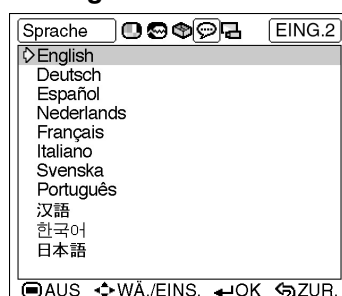 Sprache EING.2
English
Deutsch
Español
Nederlands
Français
Italiano
Svenska
Português
汉語
한국어
日本語
AUS WÄ./EINS. OK ZUR.